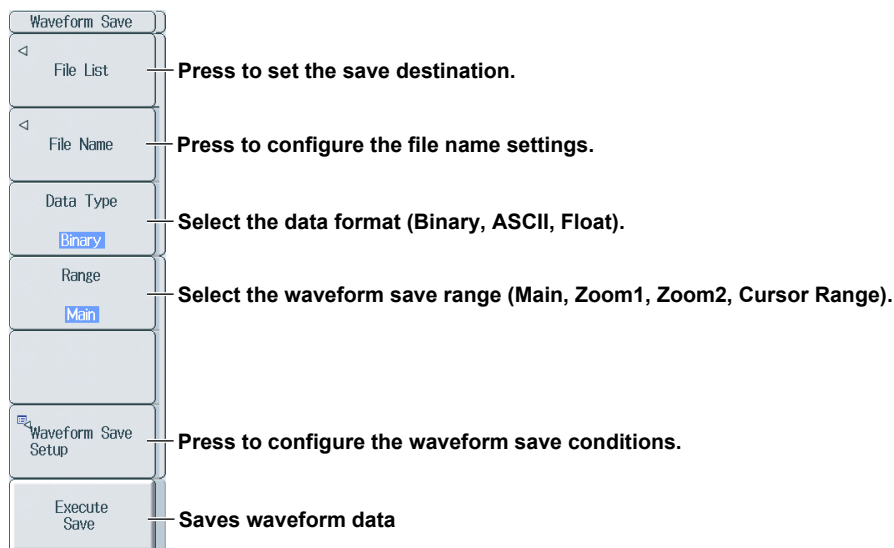 Waveform Save
File List
Press to set the save destination.
File Name
Press to configure the file name settings.
Data Type
Binary
Select the data format (Binary, ASCII, Float).
Range
Main
Select the waveform save range (Main, Zoom1, Zoom2, Cursor Range).
Waveform Save
Setup
Press to configure the waveform save conditions.
Execute
Save
Saves waveform data